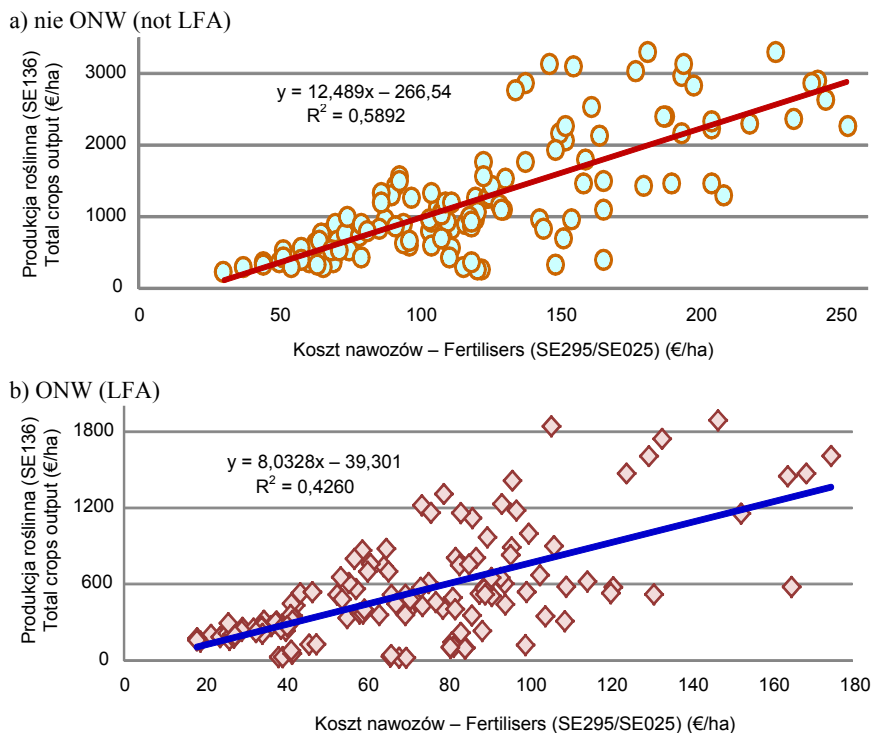 a) nie ONW (not LFA)
Produkcja roślinna (SE136)
Total crops output (€/ha)
3000
2000
1000
0
y = 12,489x – 266,54
R² = 0,5892
0 50 100 150 200 250
Koszt nawozów – Fertilisers (SE295/SE025) (€/ha)
b) ONW (LFA)
Produkcja roślinna (SE136)
Total crops output (€/ha)
1800
1200
600
0
y = 8,0328x – 39,301
R² = 0,4260
0 20 40 60 80 100 120 140 160 180
Koszt nawozów – Fertilisers (SE295/SE025) (€/ha)